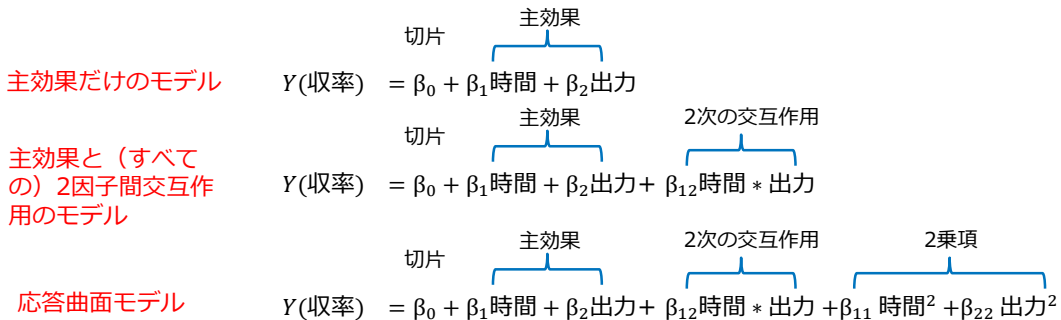 切片 主効果
主効果だけのモデル Y(収率) = β₀ + β₁時間 + β₂出力
切片 主効果 2次の交互作用
主効果と（すべて
の）2因子間交互作
用のモデル
Y(収率) = β₀ + β₁時間 + β₂出力+ β₁₂時間 ∗ 出力
切片 主効果 2次の交互作用 2乗項
応答曲面モデル Y(収率) = β₀ + β₁時間 + β₂出力+ β₁₂時間 ∗ 出力 +β₁₁ 時間² +β₂₂ 出力²